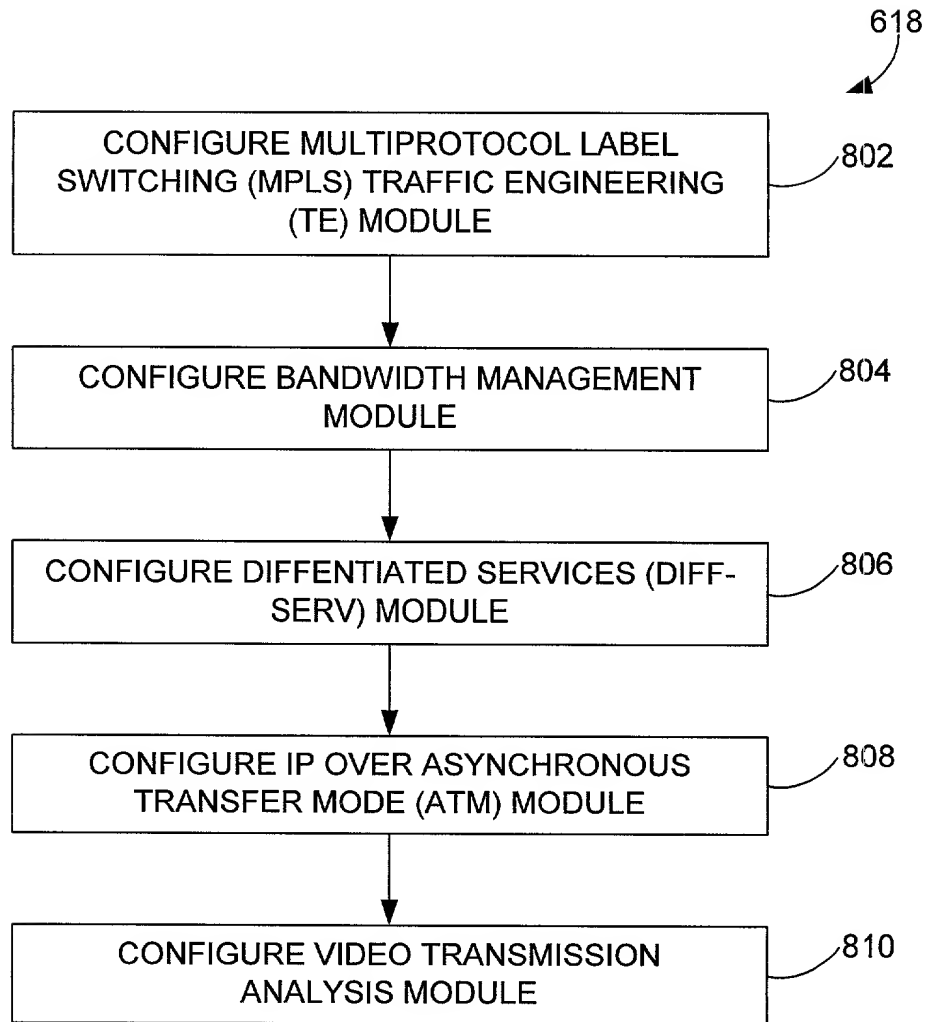 618
CONFIGURE MULTIPROTOCOL LABEL
SWITCHING (MPLS) TRAFFIC ENGINEERING
(TE) MODULE
802
CONFIGURE BANDWIDTH MANAGEMENT
MODULE
804
CONFIGURE DIFFENTIATED SERVICES (DIFF-
SERV) MODULE
806
CONFIGURE IP OVER ASYNCHRONOUS
TRANSFER MODE (ATM) MODULE
808
CONFIGURE VIDEO TRANSMISSION
ANALYSIS MODULE
810